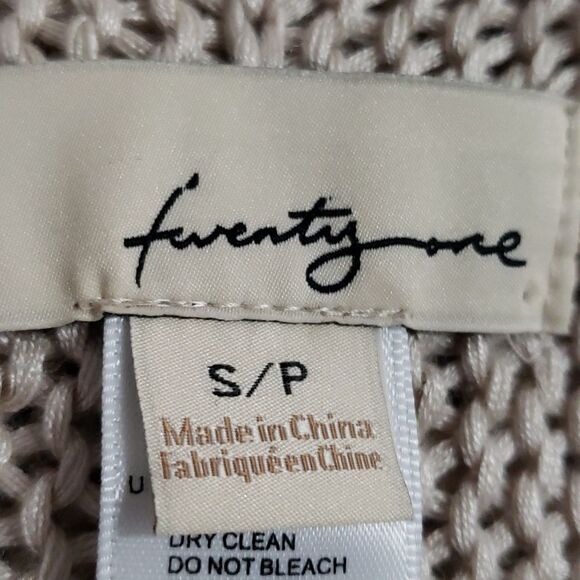 twenty one
S/P
Made in China
Fabriqué en Chine
U
DRY CLEAN
DO NOT BLEACH